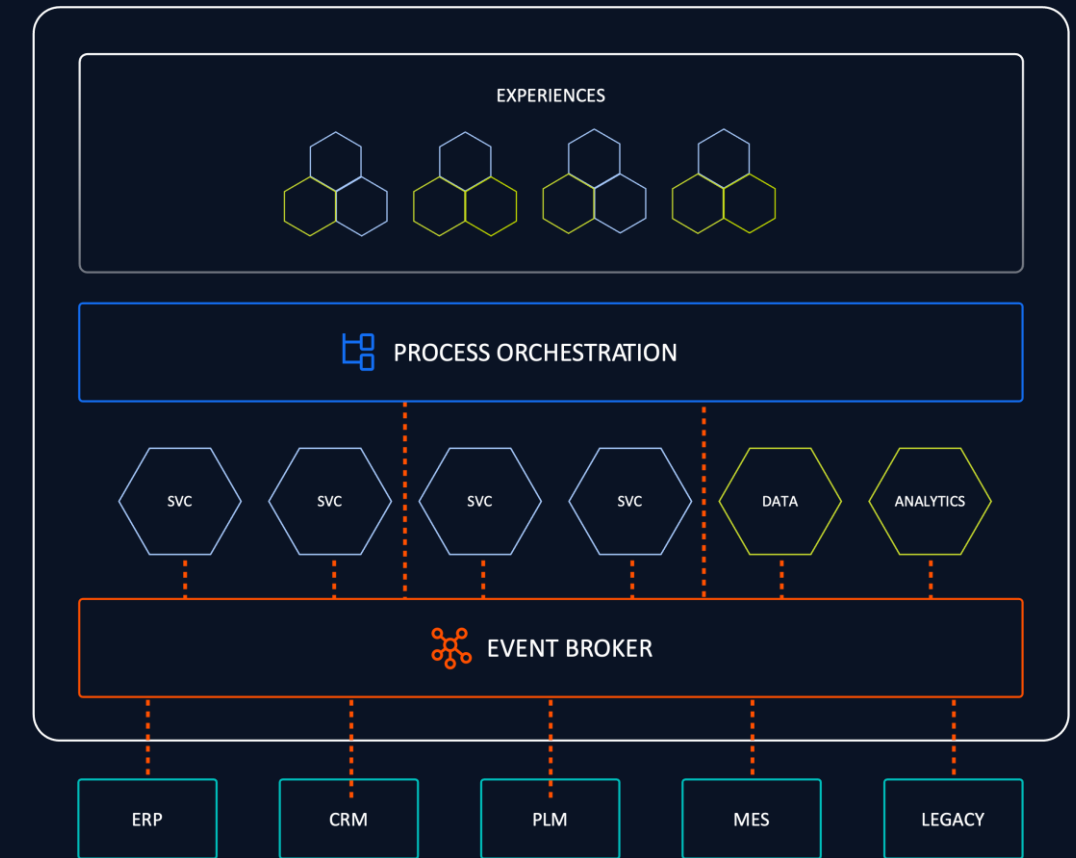 EXPERIENCES
PROCESS ORCHESTRATION
SVC
SVC
SVC
SVC
DATA
ANALYTICS
EVENT BROKER
ERP
CRM
PLM
MES
LEGACY